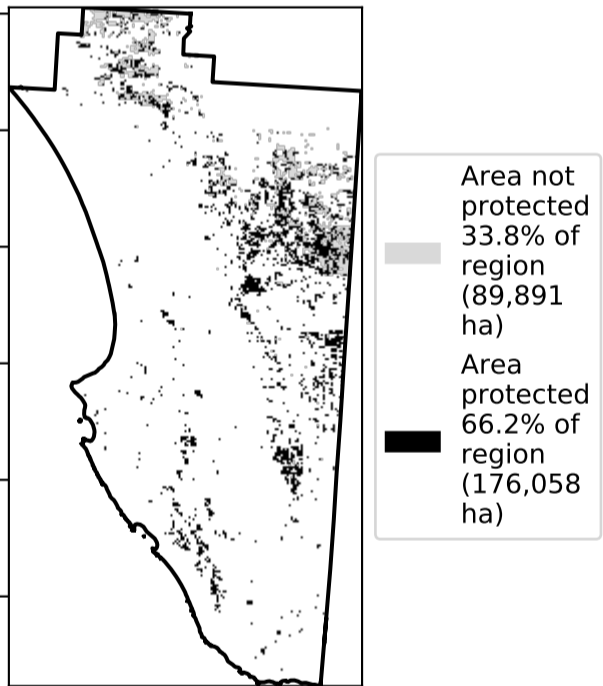 Area not
protected
33.8% of
region
(89,891
ha)
Area
protected
66.2% of
region
(176,058
ha)